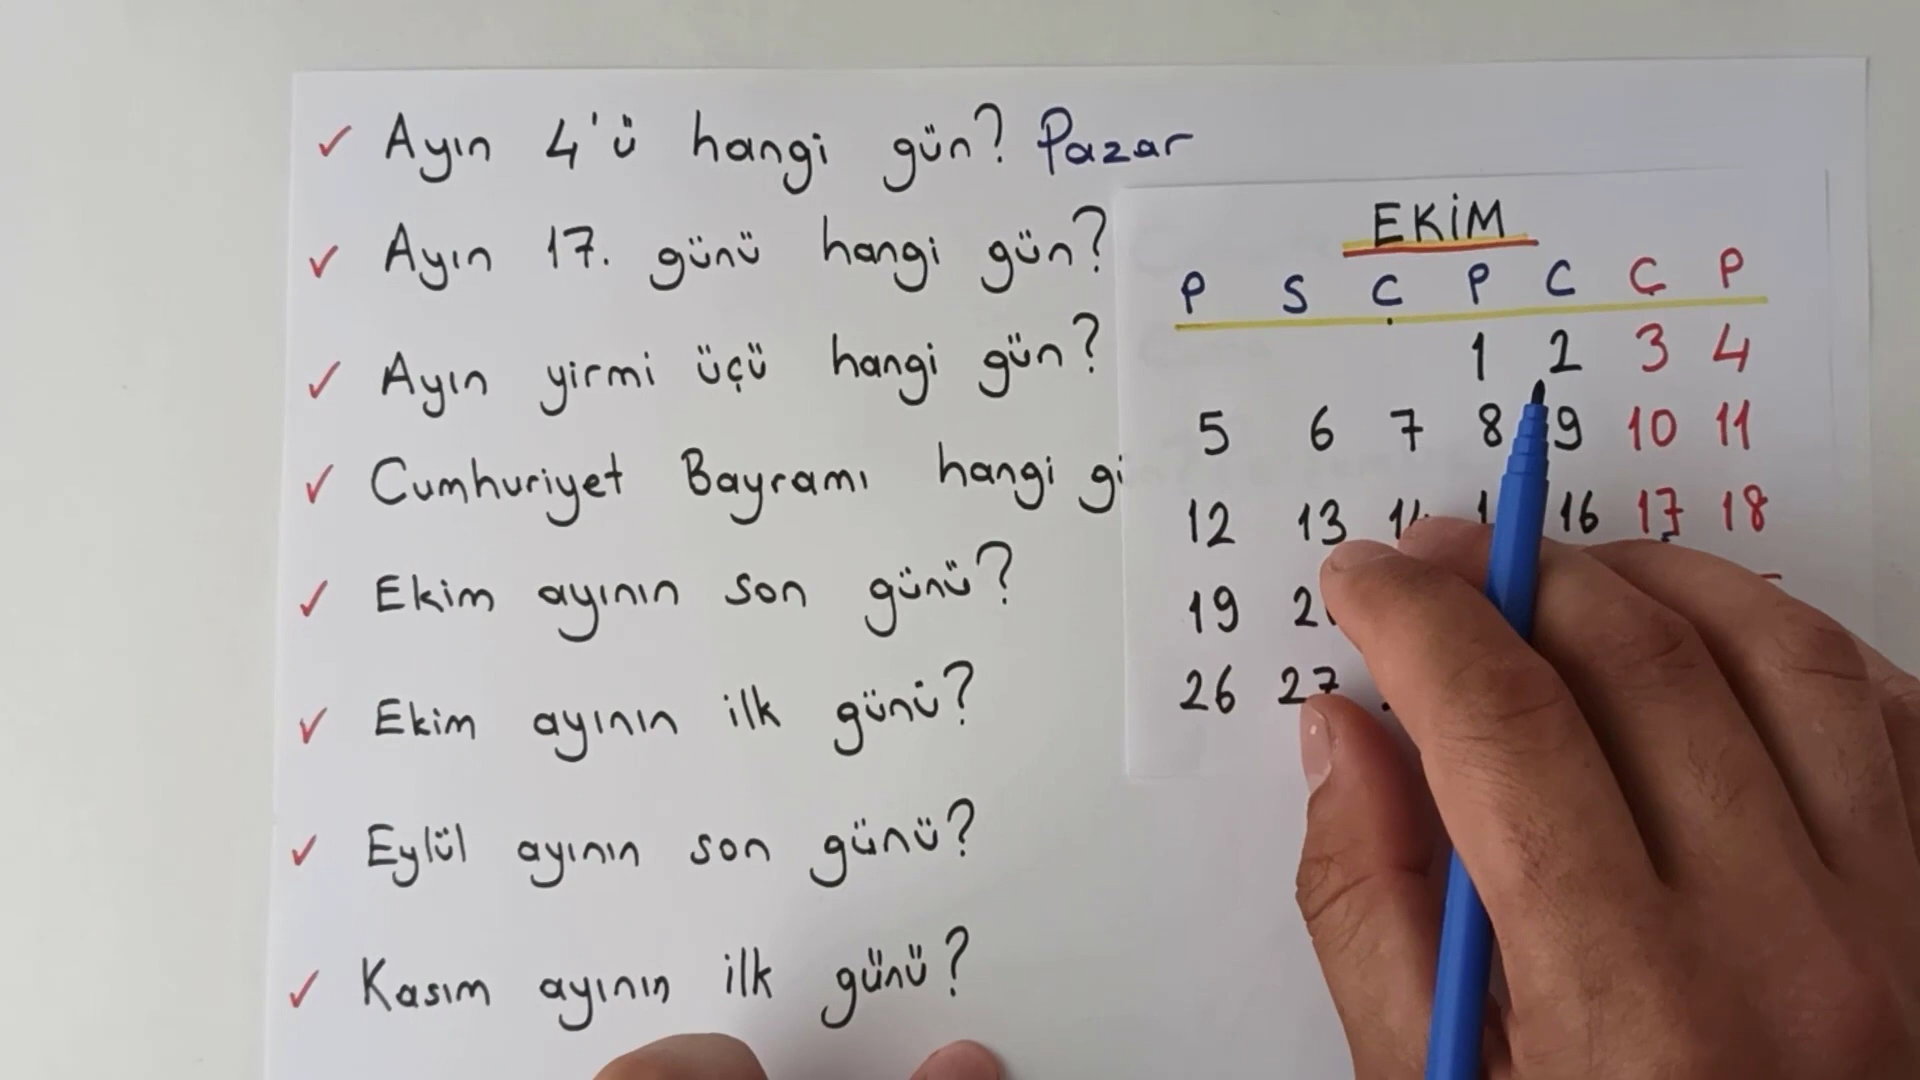 Ayın 4'ü hangi gün? Pazar
Ayın 17. günü hangi gün?
Ayın yirmi üçü hangi gün?
Cumhuriyet Bayramı hangi
Ekim ayının son günü?
Ekim ayının ilk günü?
Eylül ayının son günü?
Kasım ayının ilk günü?
EKİM
P S Ç P C C P
1 2 3 4
5 6 7 8 9 10 11
12 13 16 17 18
19
26 27